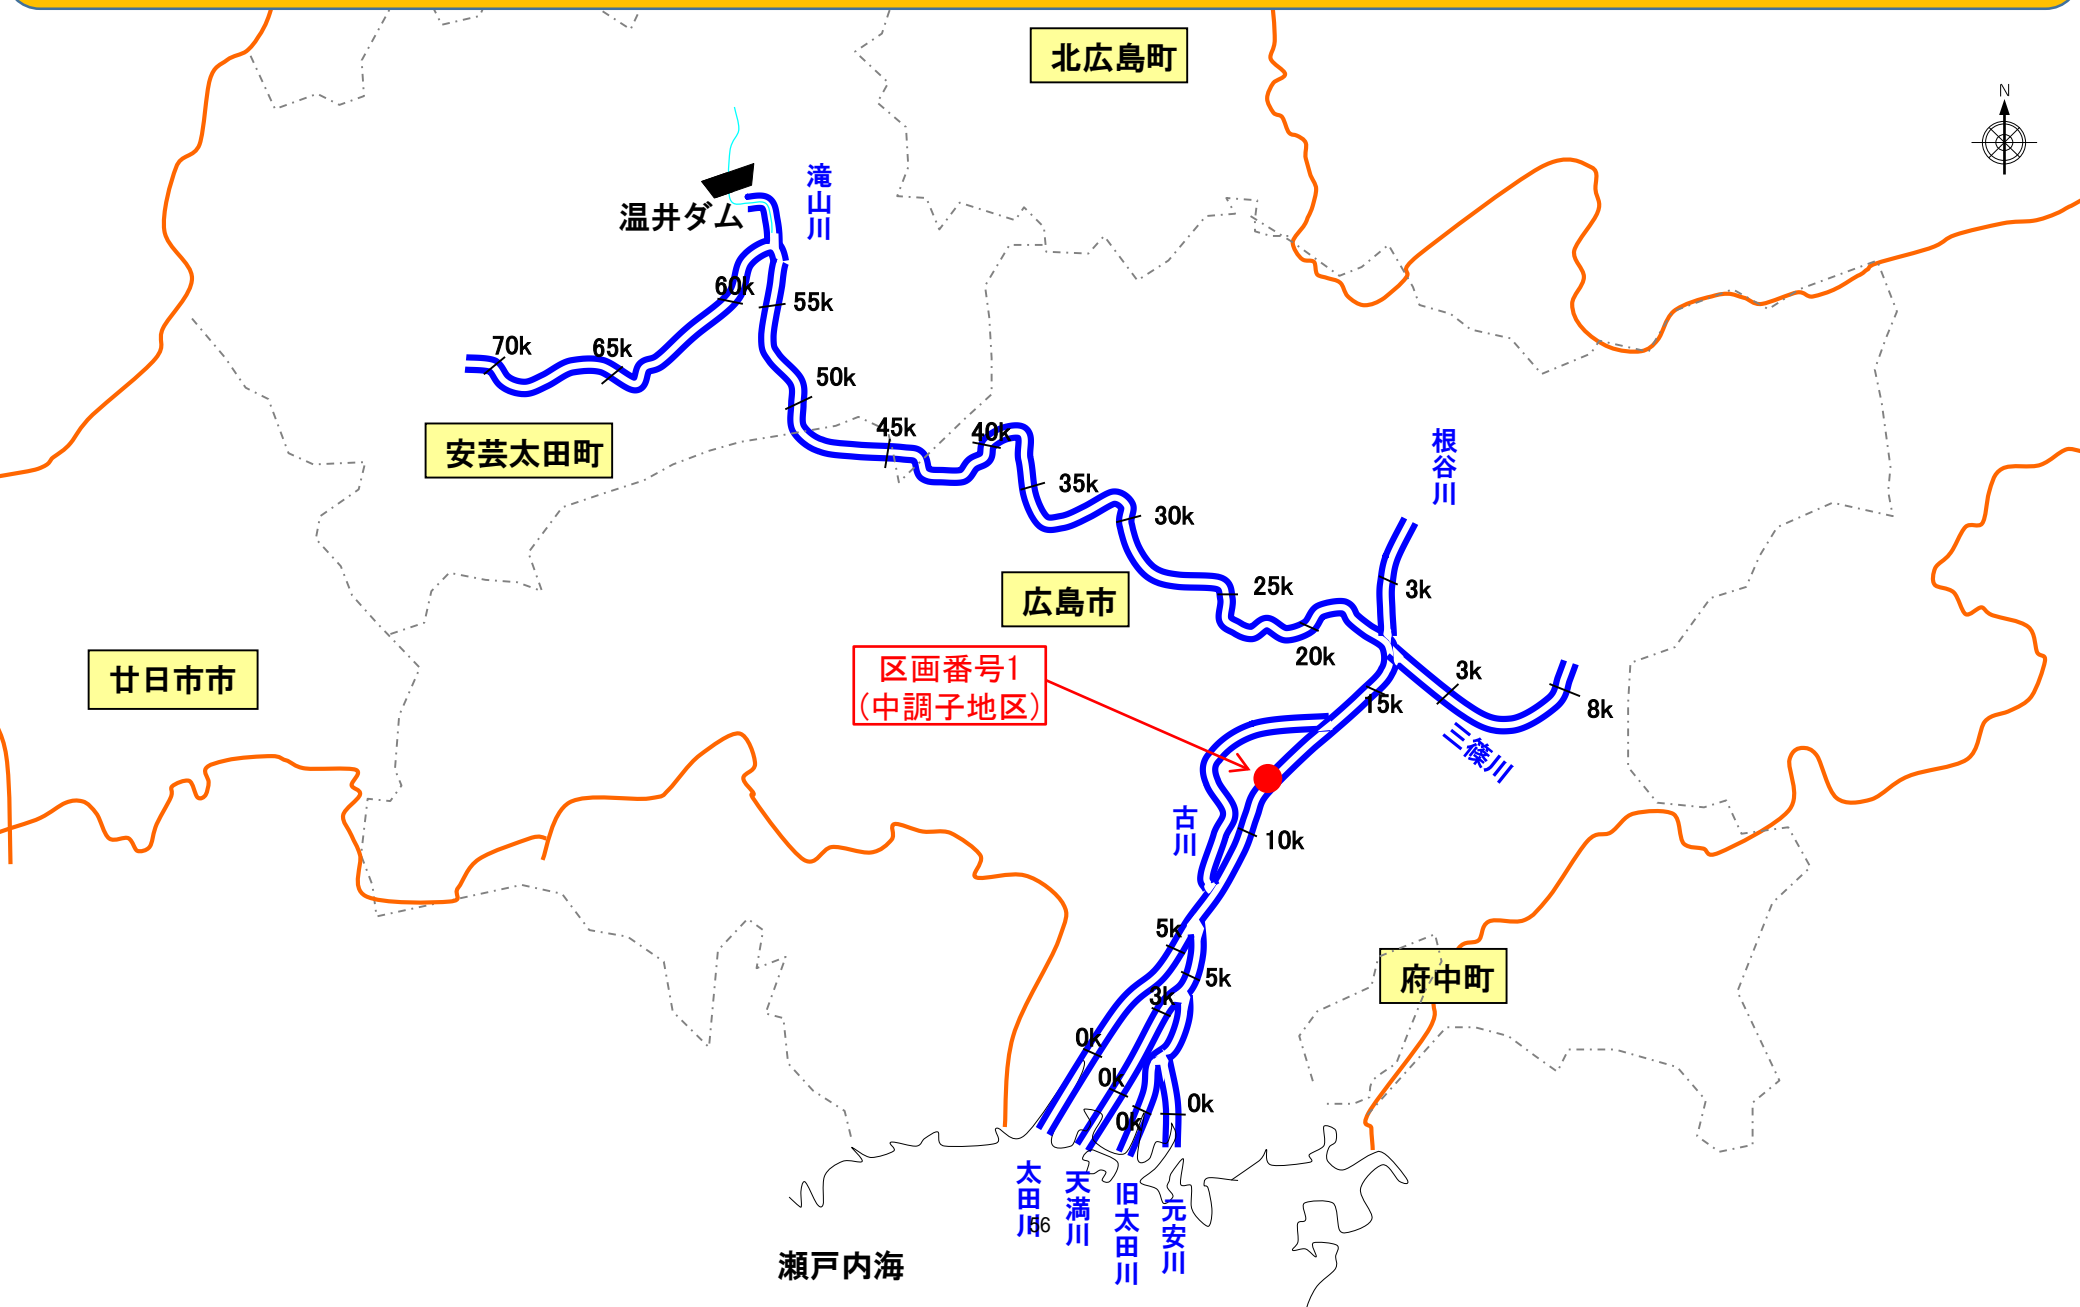 北広島町
N
滝山川
温井ダム
60k
55k
70k
65k
50k
45k
40k
安芸太田町
35k
30k
根谷川
25k
3k
広島市
20k
区画番号1
(中調子地区)
廿日市市
3k
15k
8k
三篠川
古川
10k
5k
5k
府中町
3k
0k
0k
0k
0k
太田川
天満川
旧太田川
元安川
56
瀬戸内海